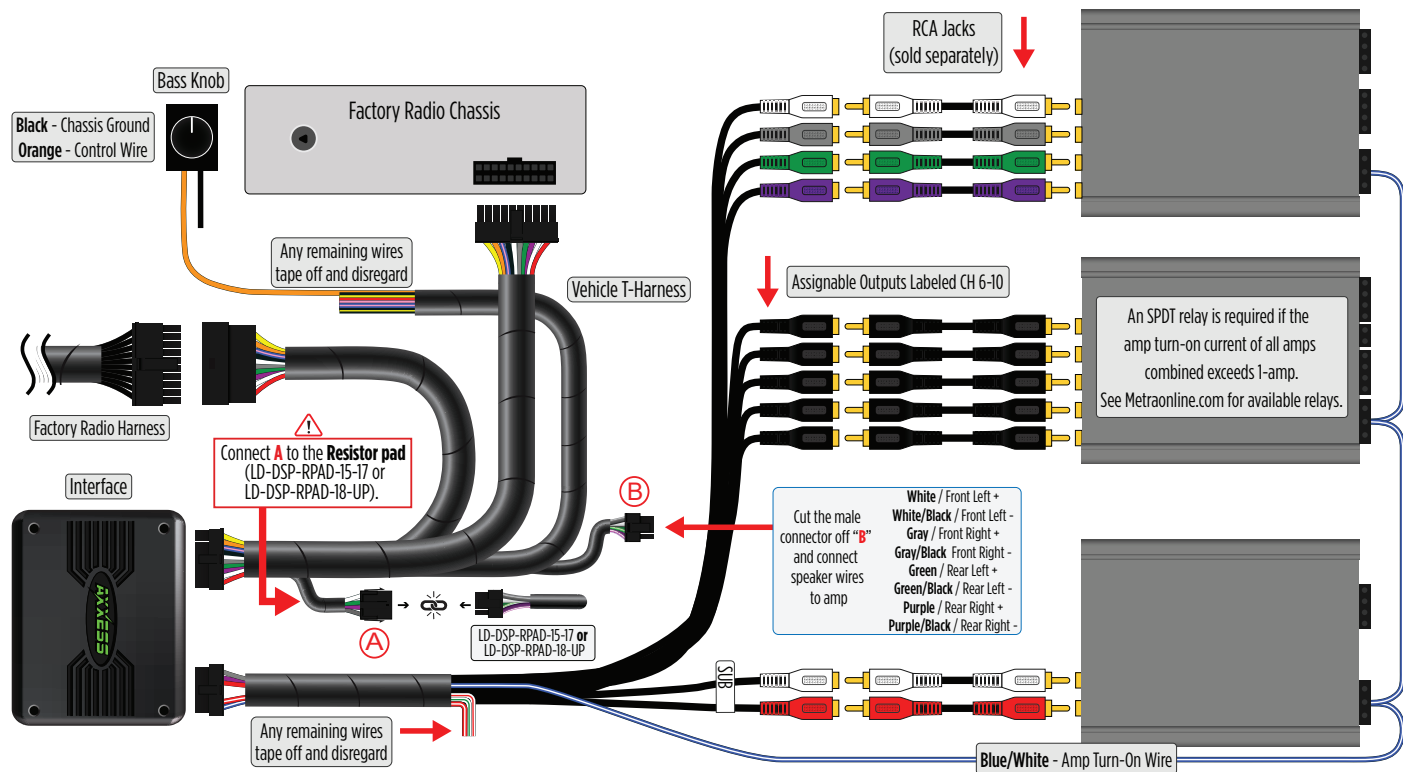 RCA Jacks
(sold separately)
Bass Knob
Black - Chassis Ground
Orange - Control Wire
Factory Radio Chassis
Any remaining wires
tape off and disregard
Vehicle T-Harness
Assignable Outputs Labeled CH 6-10
An SPDT relay is required if the
amp turn-on current of all amps
combined exceeds 1-amp.
See Metraonline.com for available relays.
Factory Radio Harness
!
Connect A to the Resistor pad
(LD-DSP-RPAD-15-17 or
LD-DSP-RPAD-18-UP).
Interface
AXXESS
B
Cut the male
connector off “B”
and connect
speaker wires
to amp
White / Front Left +
White/Black / Front Left -
Gray / Front Right +
Gray/Black Front Right -
Green / Rear Left +
Green/Black / Rear Left -
Purple / Rear Right +
Purple/Black / Rear Right -
A
LD-DSP-RPAD-15-17 or
LD-DSP-RPAD-18-UP
SUB
Any remaining wires
tape off and disregard
Blue/White - Amp Turn-On Wire